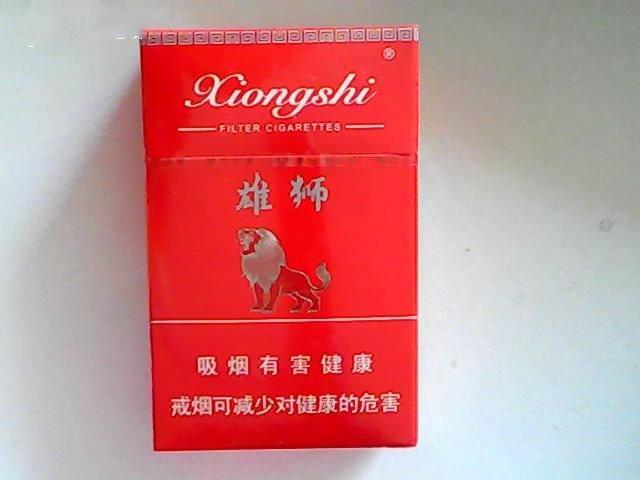 ®
Xiongshi
FILTER CIGARETTES
雄狮
吸烟有害健康
戒烟可减少对健康的危害